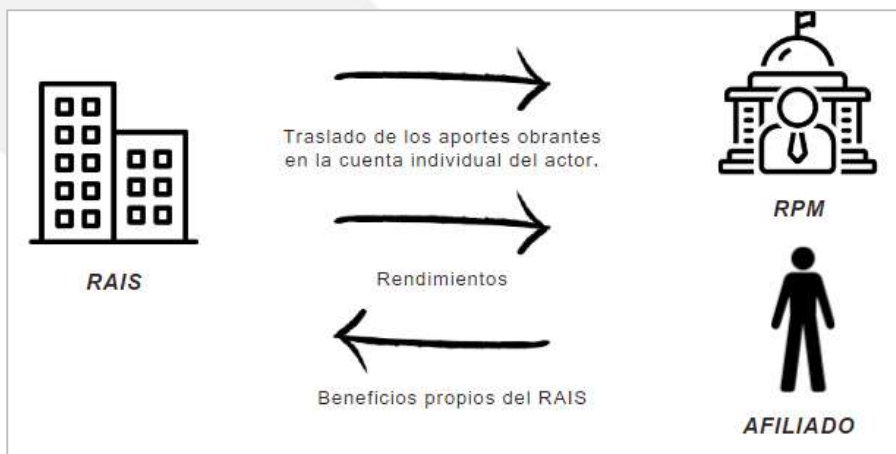 Traslado de los aportes obrantes
en la cuenta individual del actor.
RPM
RAIS
Rendimientos
Beneficios propios del RAIS
AFILIADO